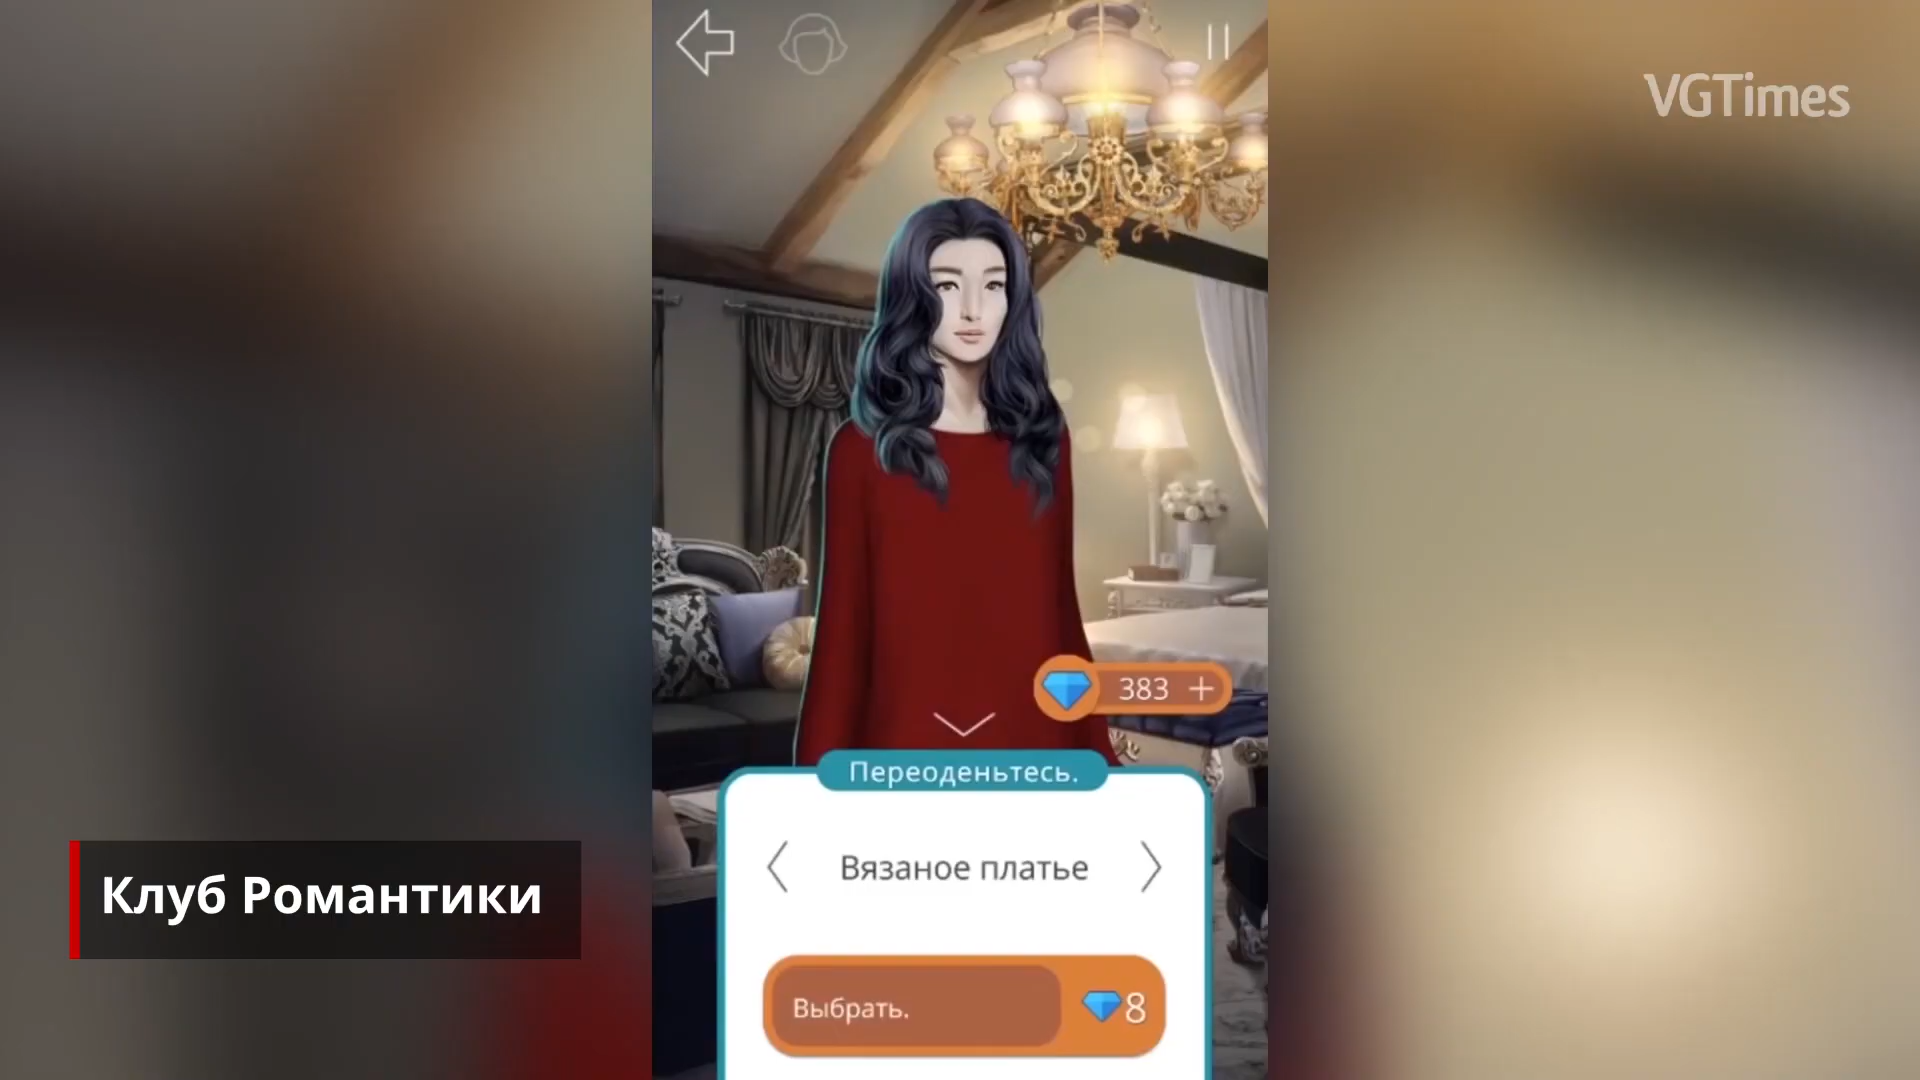 VGTimes
383 +
Переоденьтесь.
Вязаное платье
Клуб Романтики
Выбрать.
8